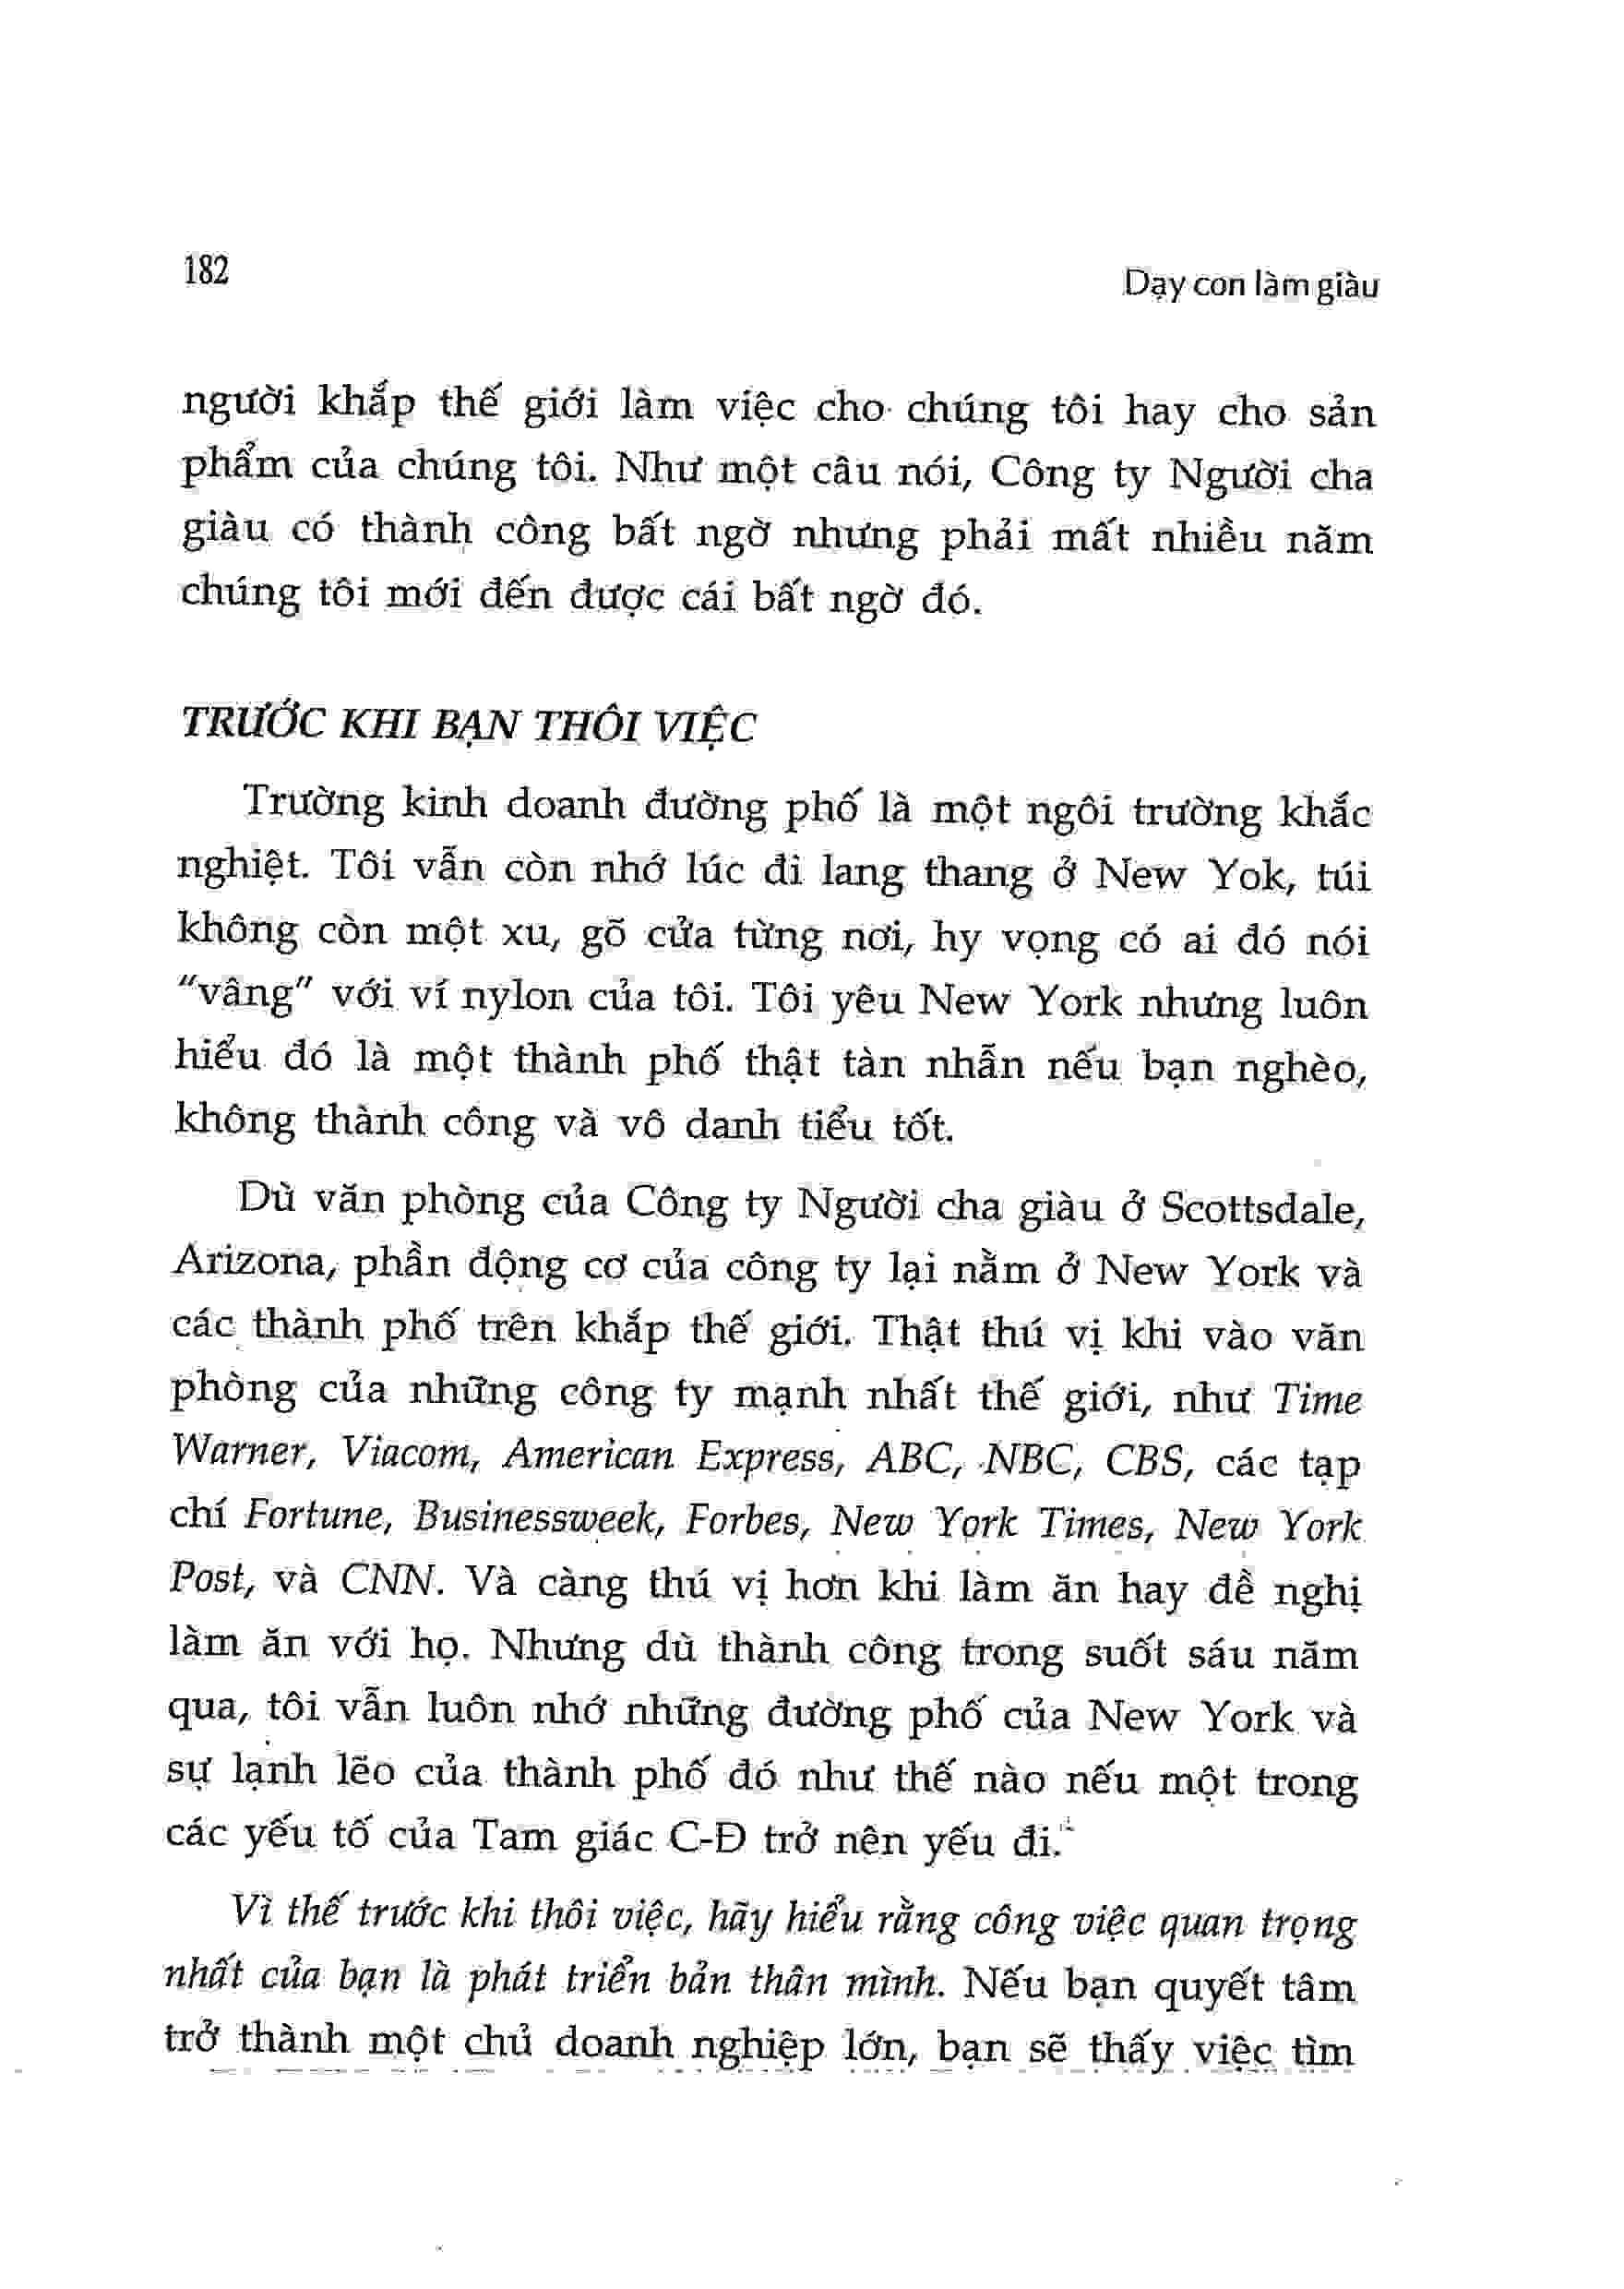 182
Dạy con làm giàu
người khắp thế giới làm việc cho chúng tôi hay cho sản
phẩm của chúng tôi. Như một câu nói, Công ty Người cha
giàu có thành công bất ngờ nhưng phải mất nhiều năm
chúng tôi mới đến được cái bất ngờ đó.
TRƯỚC KHI BẠN THÔI VIỆC
Trường kinh doanh đường phố là một ngôi trường khắc
nghiệt. Tôi vẫn còn nhớ lúc đi lang thang ở New Yok, túi
không còn một xu, gõ cửa từng nơi, hy vọng có ai đó nói
"vâng" với ví nylon của tôi. Tôi yêu New York nhưng luôn
hiểu đó là một thành phố thật tàn nhẫn nếu bạn nghèo,
không thành công và vô danh tiểu tốt.
Dù văn phòng của Công ty Người cha giàu ở Scottsdale,
Arizona, phần động cơ của công ty lại nằm ở New York và
các thành phố trên khắp thế giới. Thật thú vị khi vào văn
phòng của những công ty mạnh nhất thế giới, như Time
Warner, Viacom, American Express, ABC, NBC, CBS, các tạp
chí Fortune, Businessweek, Forbes, New York Times, New York
Post, và CNN. Và càng thú vị hơn khi làm ăn hay đề nghị
làm ăn với họ. Nhưng dù thành công trong suốt sáu năm
qua, tôi vẫn luôn nhớ những đường phố của New York và
sự lạnh lẽo của thành phố đó như thế nào nếu một trong
các yếu tố của Tam giác C-Đ trở nên yếu đi.
Vì thế trước khi thôi việc, hãy hiểu rằng công việc quan trọng
nhất của bạn là phát triển bản thân mình. Nếu bạn quyết tâm
trở thành một chủ doanh nghiệp lớn, bạn sẽ thấy việc tìm